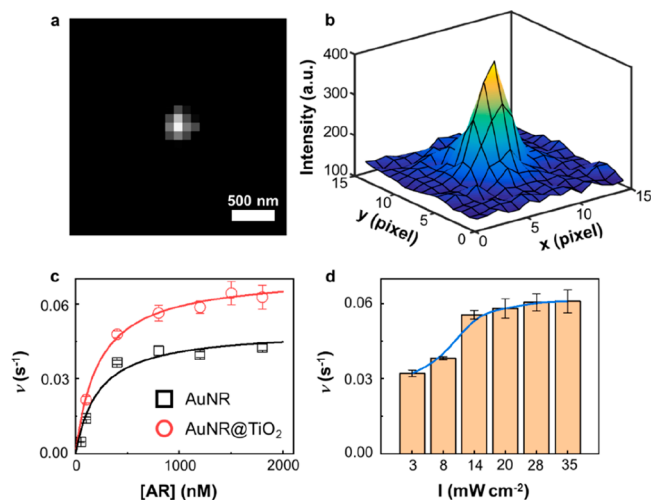 a
500 nm
b
Intensity (a.u.)
400
300
200
100
15
10
5
0
y (pixel)
0
5
10
15
x (pixel)
c
ν (s⁻¹)
0.06
0.03
0.00
AuNR
AuNR@TiO₂
0 1000 2000
[AR] (nM)
d
ν (s⁻¹)
0.06
0.03
0.00
3 8 14 20 28 35
I (mW cm⁻²)